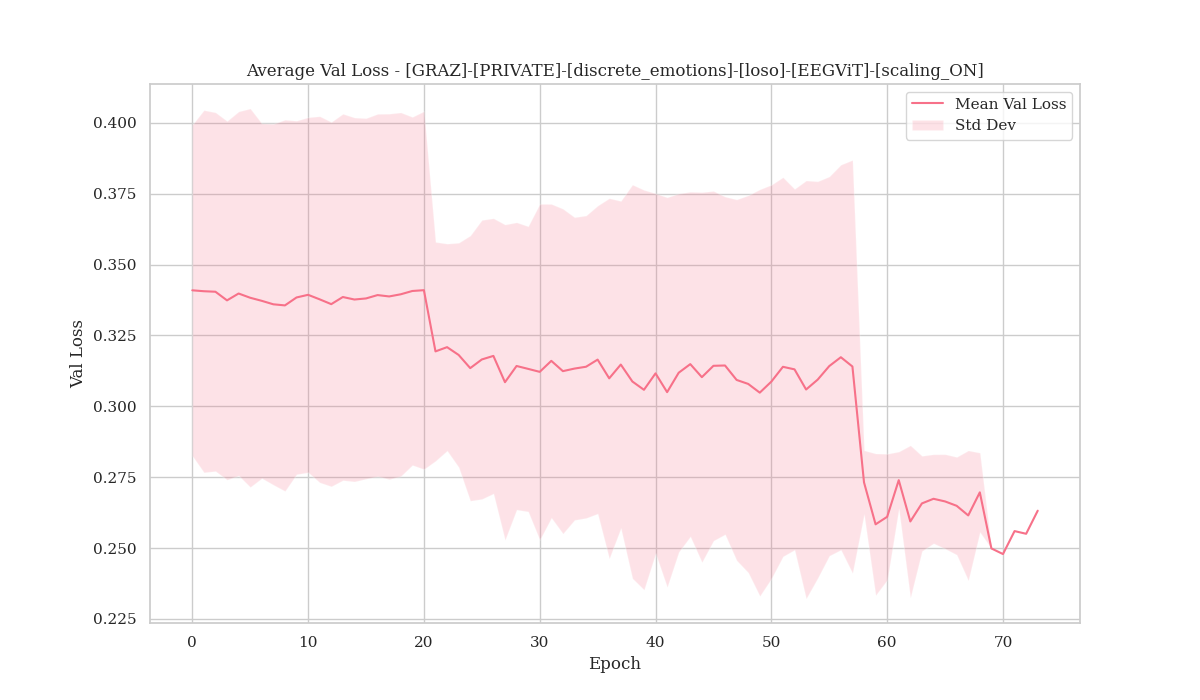 Average Val Loss - [GRAZ]-[PRIVATE]-[discrete_emotions]-[loso]-[EEGViT]-[scaling_ON]
Mean Val Loss
Std Dev
Val Loss
0.400
0.375
0.350
0.325
0.300
0.275
0.250
0.225
0 10 20 30 40 50 60 70
Epoch